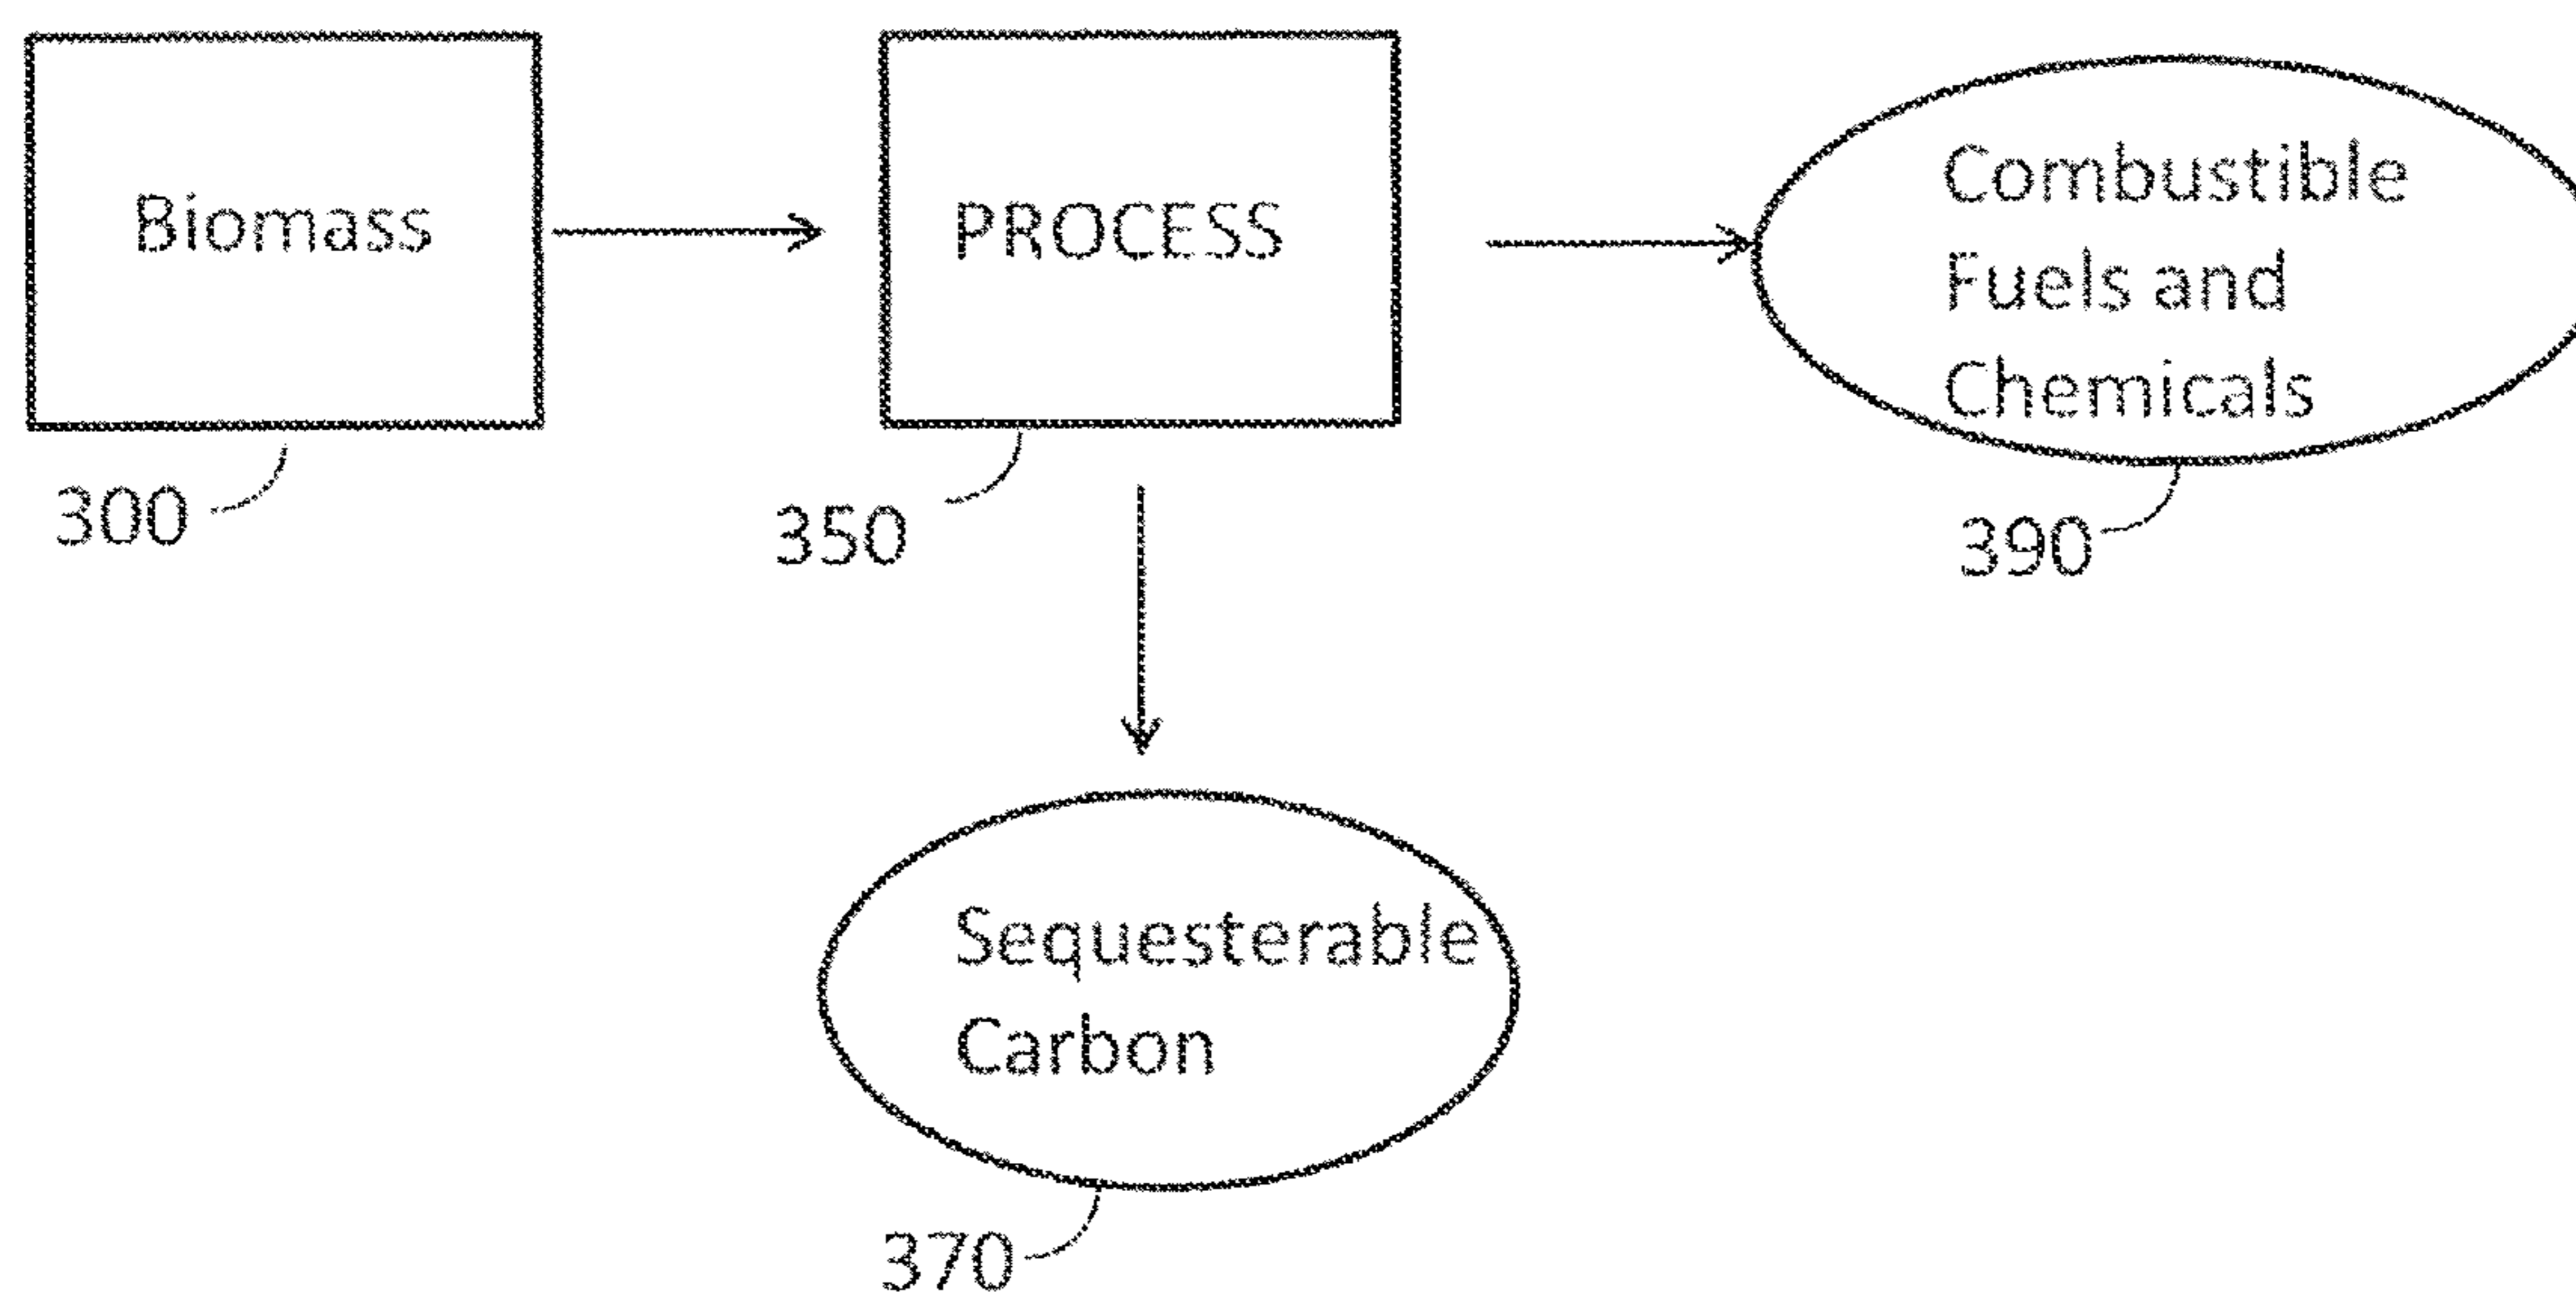 Biomass
300
PROCESS
350
Combustible
Fuels and
Chemicals
390
Sequesterable
Carbon
370